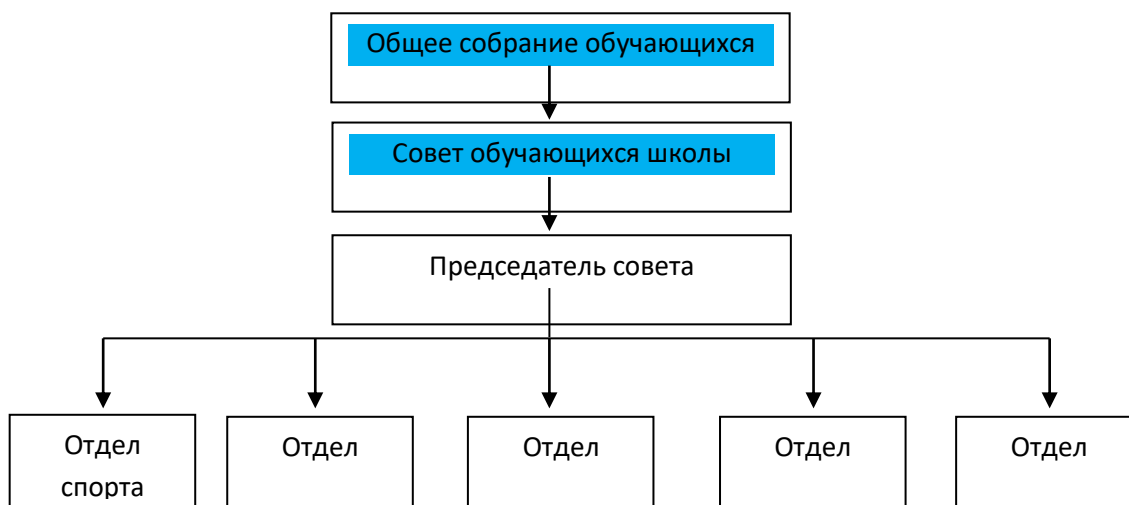 Общее собрание обучающихся
Совет обучающихся школы
Председатель совета
Отдел
спорта
Отдел
Отдел
Отдел
Отдел